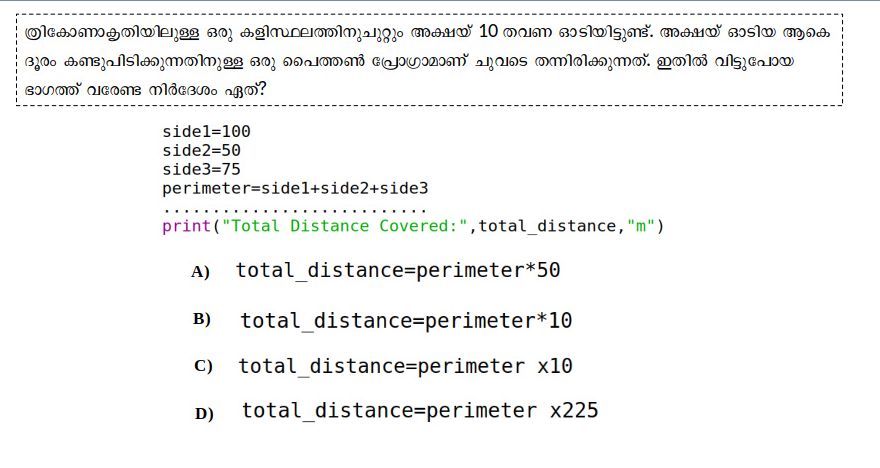 ത്രികോണാകൃതിയിലുള്ള ഒരു കളിസ്ഥലത്തിനുചുറ്റും അക്ഷയ് 10 തവണ ഓടിയിട്ടുണ്ട്. അക്ഷയ് ഓടിയ ആകെ
ദൂരം കണ്ടുപിടിക്കുന്നതിനുള്ള ഒരു പൈത്തൺ പ്രോഗ്രാമാണ് ചുവടെ തന്നിരിക്കുന്നത്. ഇതിൽ വിട്ടുപോയ
ഭാഗത്ത് വരേണ്ട നിർദേശം ഏത്?
side1=100
side2=50
side3=75
perimeter=side1+side2+side3
...........................
print("Total Distance Covered:",total_distance,"m")
A) total_distance=perimeter*50
B) total_distance=perimeter*10
C) total_distance=perimeter x10
D) total_distance=perimeter x225